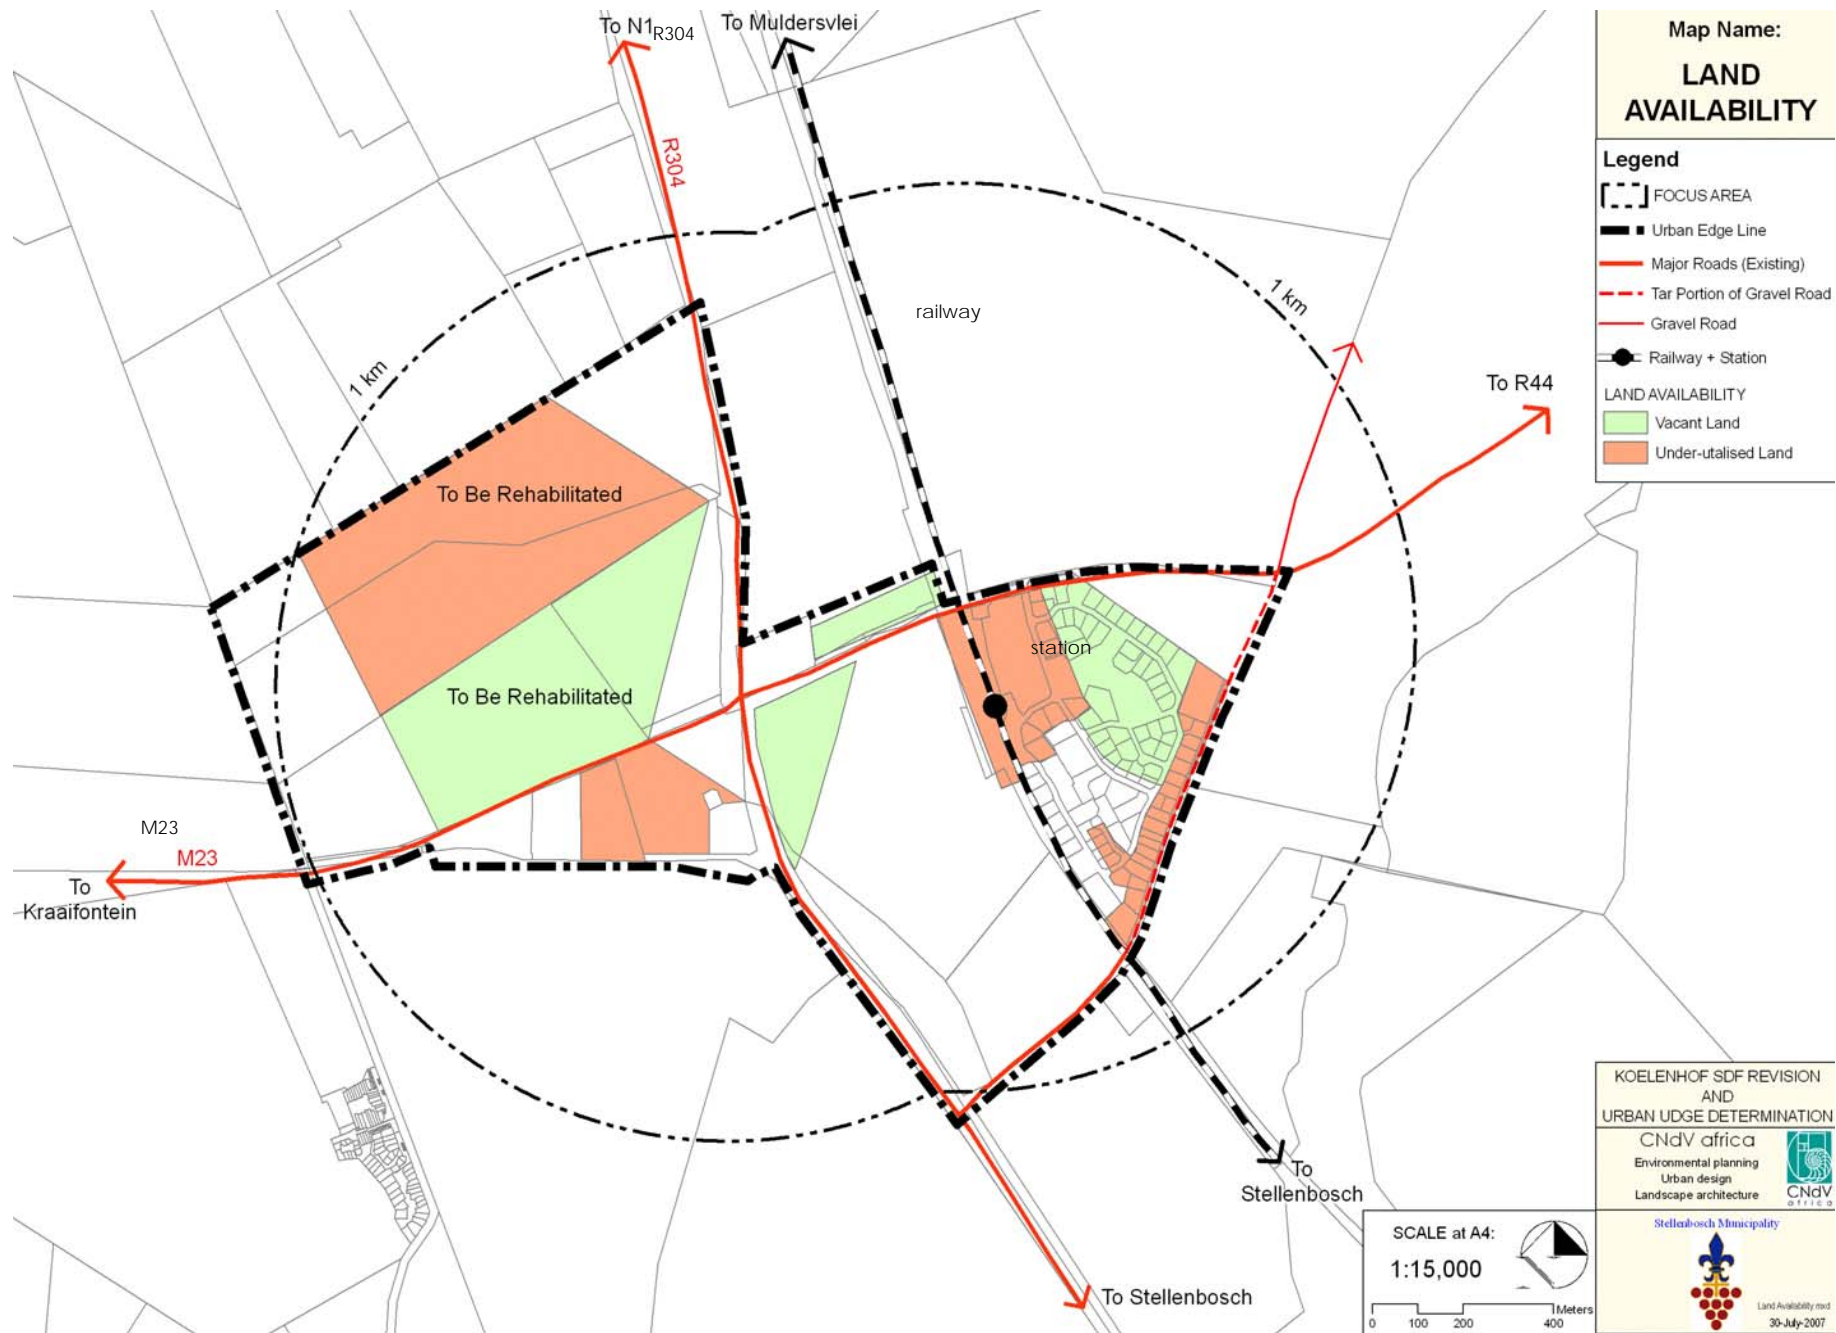 To N1
R304
To Muldersvlei
R304
railway
1 km
1 km
To R44
To Be Rehabilitated
To Be Rehabilitated
station
M23
M23
To
Kraaifontein
To
Stellenbosch
To Stellenbosch
Map Name:
LAND
AVAILABILITY
Legend
FOCUS AREA
Urban Edge Line
Major Roads (Existing)
Tar Portion of Gravel Road
Gravel Road
Railway + Station
LAND AVAILABILITY
Vacant Land
Under-utalised Land
KOELENHOF SDF REVISION
AND
URBAN UDGE DETERMINATION
CNdV africa
Environmental planning
Urban design
Landscape architecture
CNdV
africa
SCALE at A4:
1:15,000
Meters
0 100 200 400
Stellenbosch Municipality
Land Availability.mxd
30-July-2007